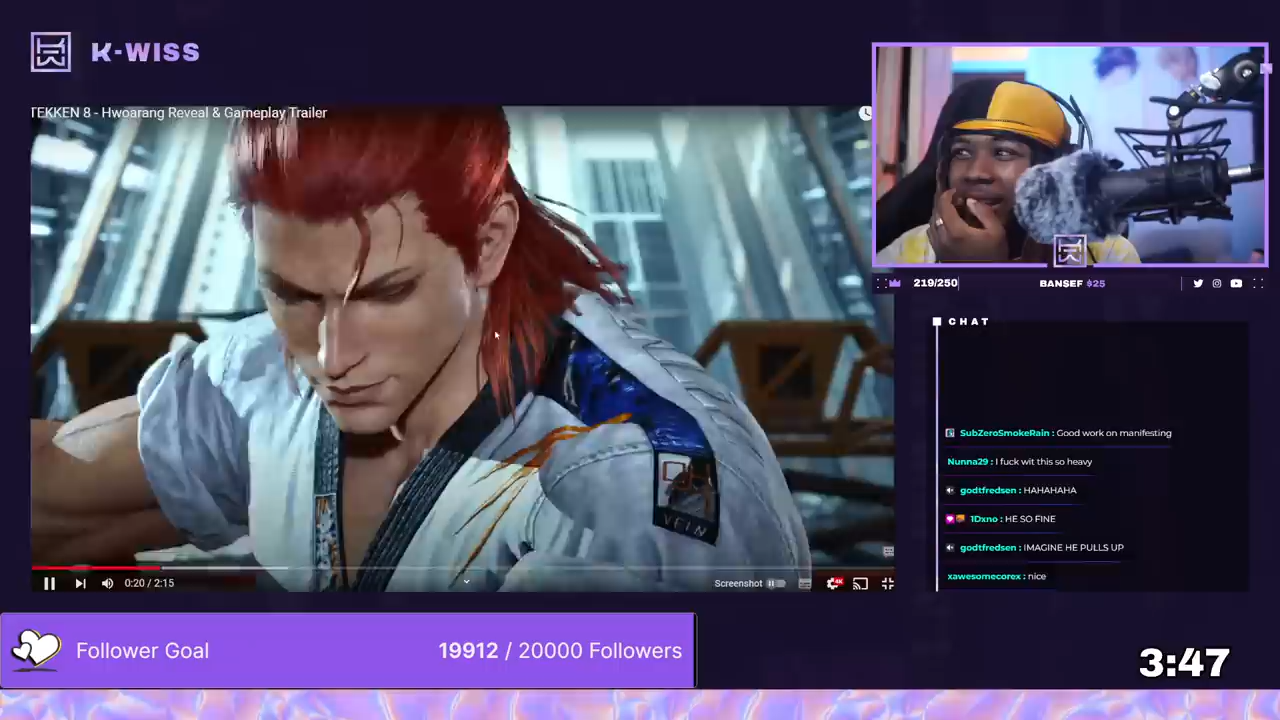 K-WISS
TEKKEN 8 - Hwoarang Reveal & Gameplay Trailer
VEIN
0:20 / 2:15
Screenshot
4K
219/250
BANSEF $25
CHAT
SubZeroSmokeRain : Good work on manifesting
Nunna29 : I fuck wit this so heavy
godtfredsen : HAHAHAHA
1Dxno : HE SO FINE
godtfredsen : IMAGINE HE PULLS UP
xawesomecorex : nice
Follower Goal
19912 / 20000 Followers
3:47